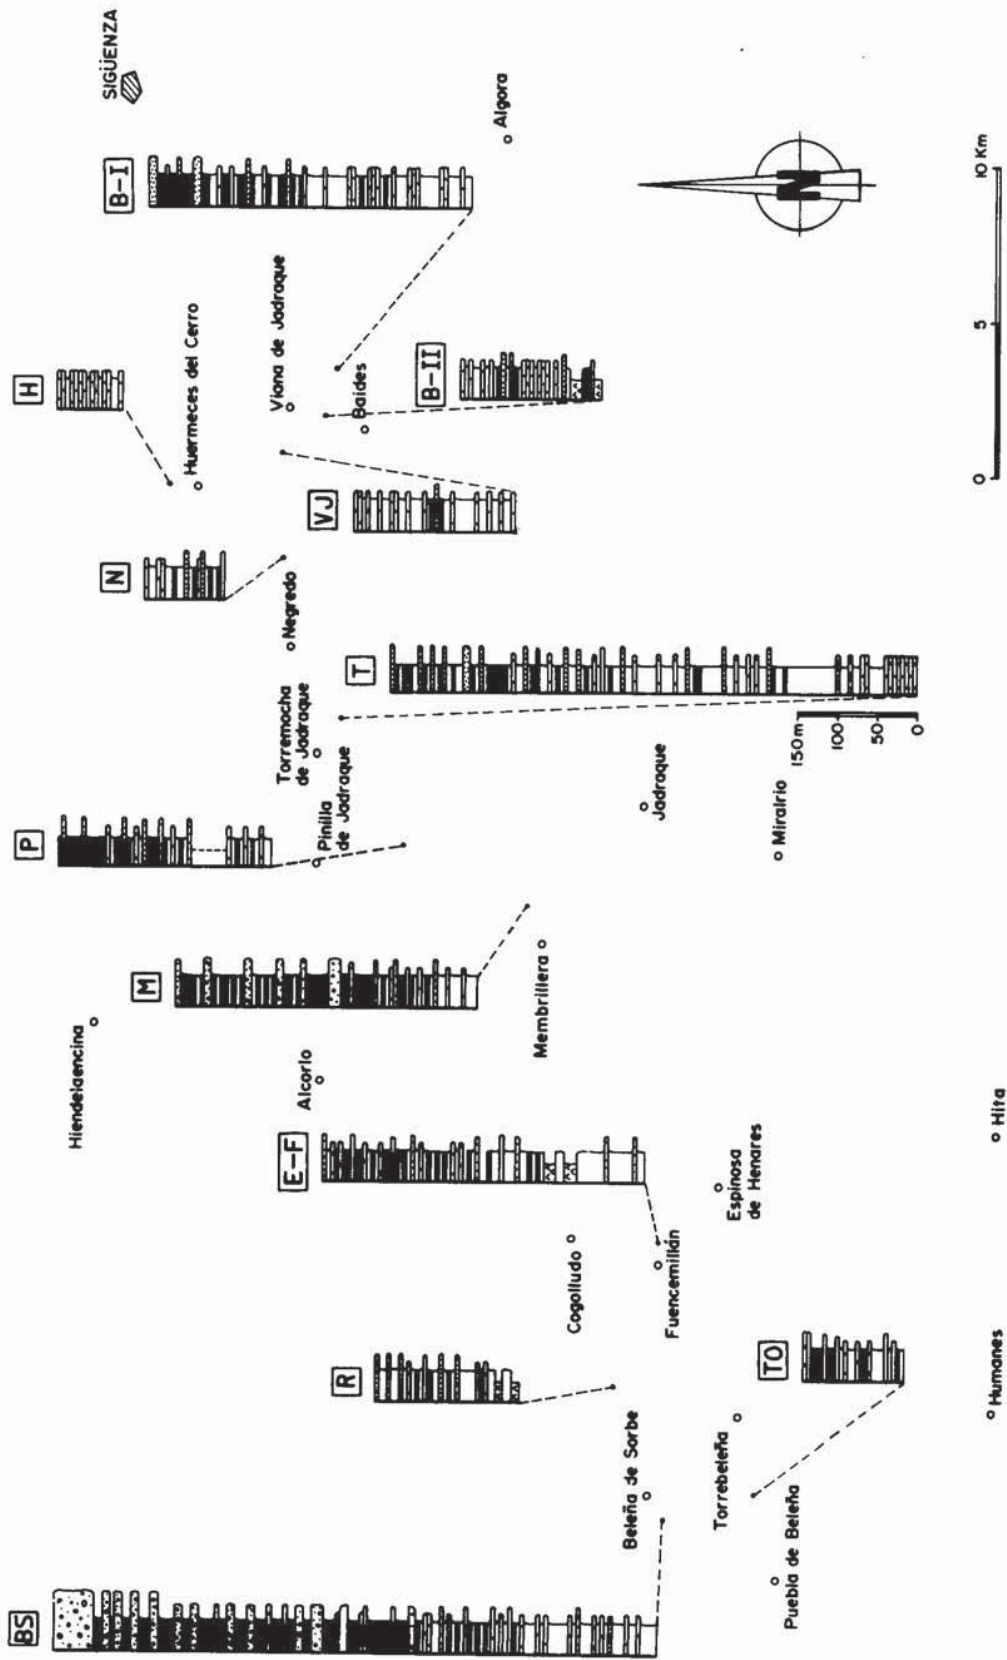 SIGÜENZA
B-I
Algora
H
Huermeces del Cerro
Viana de Jadraque
Baides
B-II
VJ
N
Negredo
T
Torremocha
de Jadraque
Pinilla
de Jadraque
P
Jadraque
Miralrio
150m
100
50
0
M
Membrillera
Hiendelaencina
Alcorlo
E-F
Espinosa
de Henares
Hita
Cogolludo
Fuencemillán
R
TO
Humanes
Beleña de Sorbe
Torrebeleña
Puebla de Beleña
BS
N
0
5
10 Km